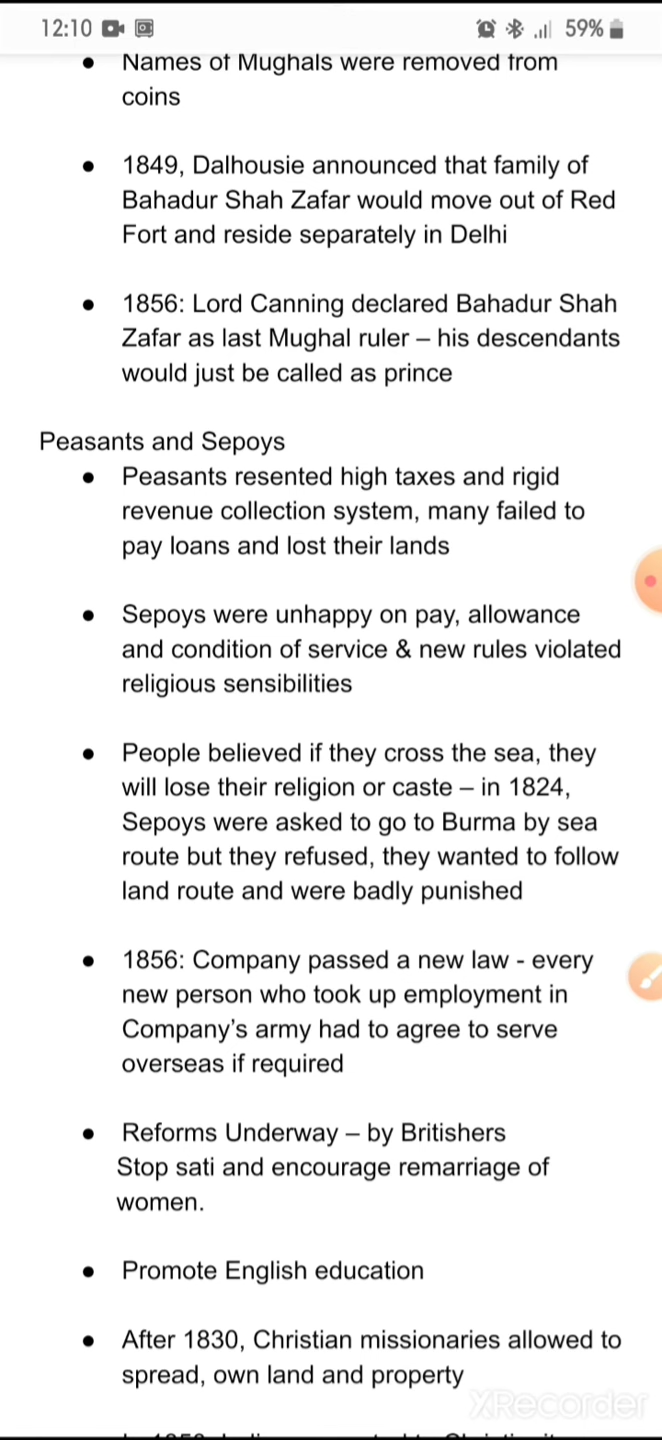 12:10 59%
• Names of Mughals were removed from
coins
• 1849, Dalhousie announced that family of
Bahadur Shah Zafar would move out of Red
Fort and reside separately in Delhi
• 1856: Lord Canning declared Bahadur Shah
Zafar as last Mughal ruler – his descendants
would just be called as prince
Peasants and Sepoys
• Peasants resented high taxes and rigid
revenue collection system, many failed to
pay loans and lost their lands
• Sepoys were unhappy on pay, allowance
and condition of service & new rules violated
religious sensibilities
• People believed if they cross the sea, they
will lose their religion or caste – in 1824,
Sepoys were asked to go to Burma by sea
route but they refused, they wanted to follow
land route and were badly punished
• 1856: Company passed a new law - every
new person who took up employment in
Company’s army had to agree to serve
overseas if required
• Reforms Underway – by Britishers
Stop sati and encourage remarriage of
women.
• Promote English education
• After 1830, Christian missionaries allowed to
spread, own land and property
XRecorder